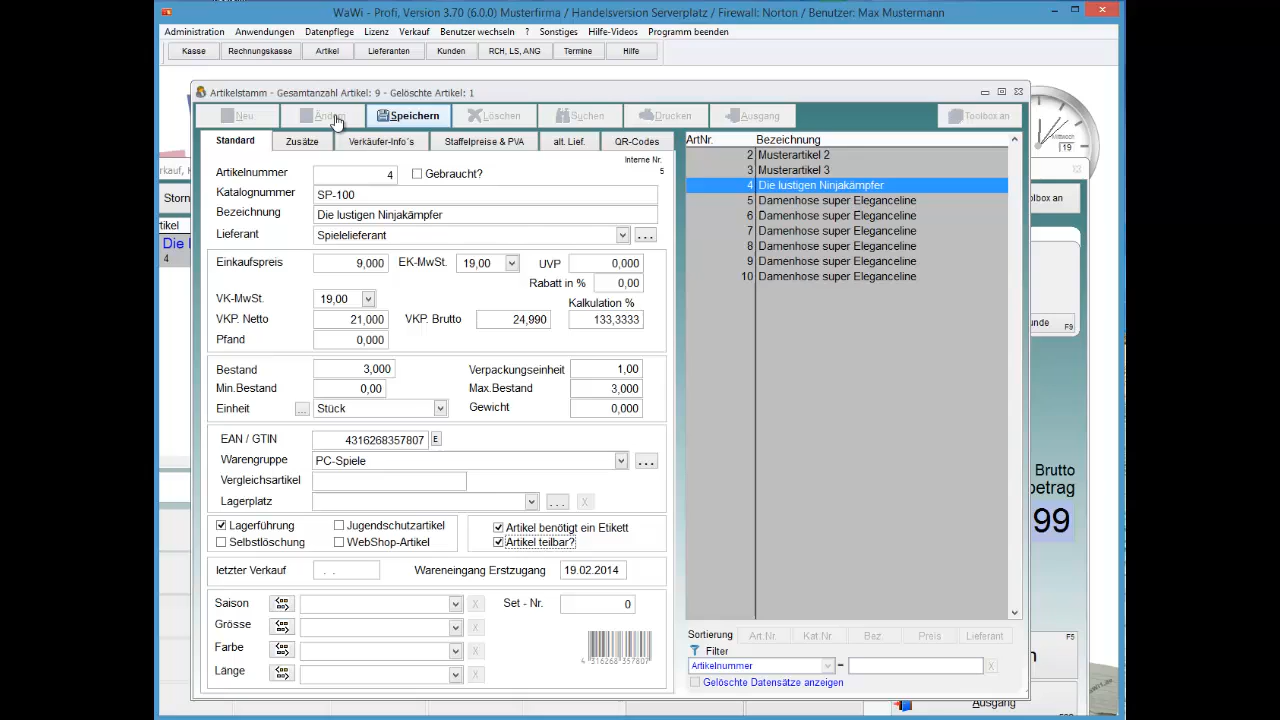 WaWi - Profi, Version 3.70 (6.0.0) Musterfirma / Handelsversion Serverplatz / Firewall: Norton / Benutzer: Max Mustermann
Administration Anwendungen Datenpflege Lizenz Verkauf Benutzer wechseln ? Sonstiges Hilfe-Videos Programm beenden
Kasse Rechnungskasse Artikel Lieferanten Kunden RCH, LS, ANG Termine Hilfe
Artikelstamm - Gesamtanzahl Artikel: 9 - Gelöschte Artikel: 1
Neu Ändern Speichern Löschen Suchen Drucken Ausgang Toolbox an
Standard Zusätze Verkäufer-Info´s Staffelpreise & PVA alt. Lief. QR-Codes
Interne Nr.
5
Artikelnummer 4 Gebraucht?
Katalognummer SP-100
Bezeichnung Die lustigen Ninjakämpfer
Lieferant Spielelieferant ...
Einkaufspreis 9,000 EK-MwSt. 19,00 UVP 0,000
Rabatt in % 0,00
VK-MwSt. 19,00 Kalkulation %
VKP. Netto 21,000 VKP. Brutto 24,990 133,3333
Pfand 0,000
Bestand 3,000 Verpackungseinheit 1,00
Min.Bestand 0,00 Max.Bestand 3,000
Einheit ... Stück Gewicht 0,000
EAN / GTIN 4316268357807 E
Warengruppe PC-Spiele ...
Vergleichsartikel
Lagerplatz ... X
Lagerführung Jugendschutzartikel Artikel benötigt ein Etikett
Selbstlöschung WebShop-Artikel Artikel teilbar?
letzter Verkauf . . Wareneingang Erstzugang 19.02.2014
Saison X Set - Nr. 0
Grösse X
Farbe X
Länge X
4 316268 357807
ArtNr. Bezeichnung
2 Musterartikel 2
3 Musterartikel 3
4 Die lustigen Ninjakämpfer
5 Damenhose super Eleganceline
6 Damenhose super Eleganceline
7 Damenhose super Eleganceline
8 Damenhose super Eleganceline
9 Damenhose super Eleganceline
10 Damenhose super Eleganceline
Sortierung Art.Nr. Kat.Nr Bez. Preis Lieferant
Filter
Artikelnummer = X
Gelöschte Datensätze anzeigen
Mittwoch
19
rkauf, K
Storn
lbox an
tikel
Die l
4
unde F9
Brutto
betrag
99
F5
n
Ausgang